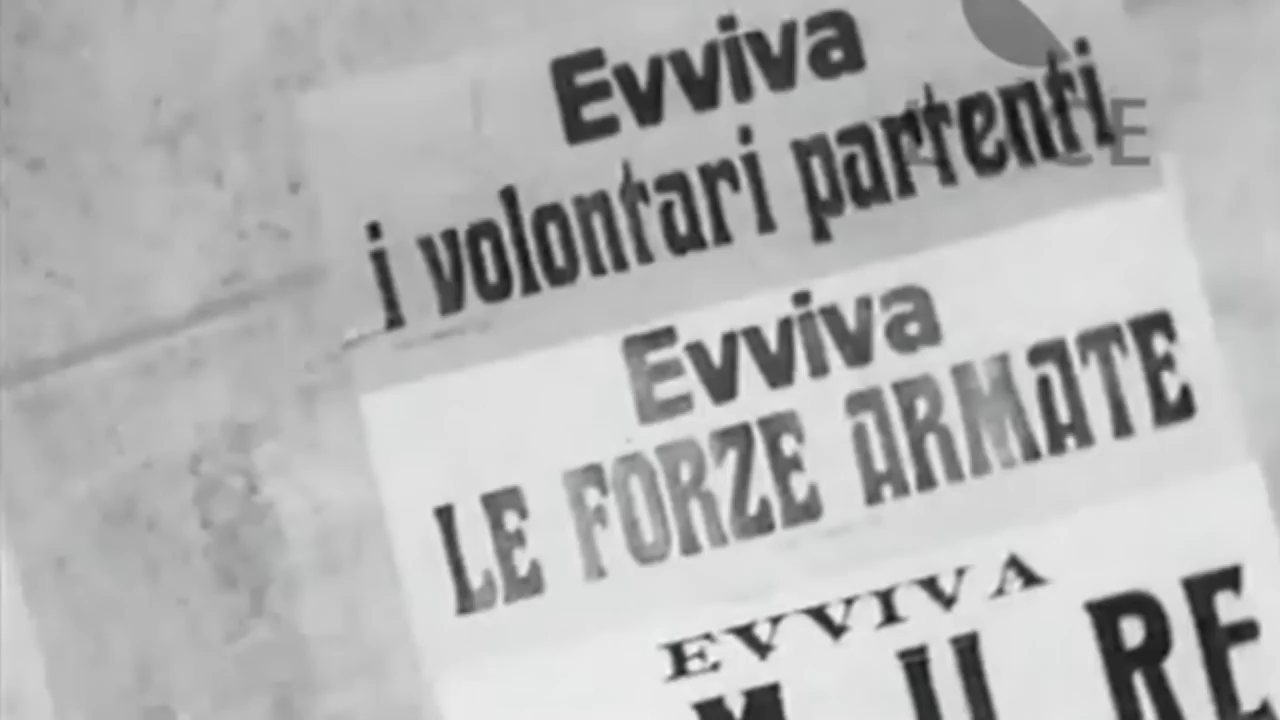 Evviva
i volontari partenti
Evviva
LE FORZE ARMATE
EVVIVA
IL RE